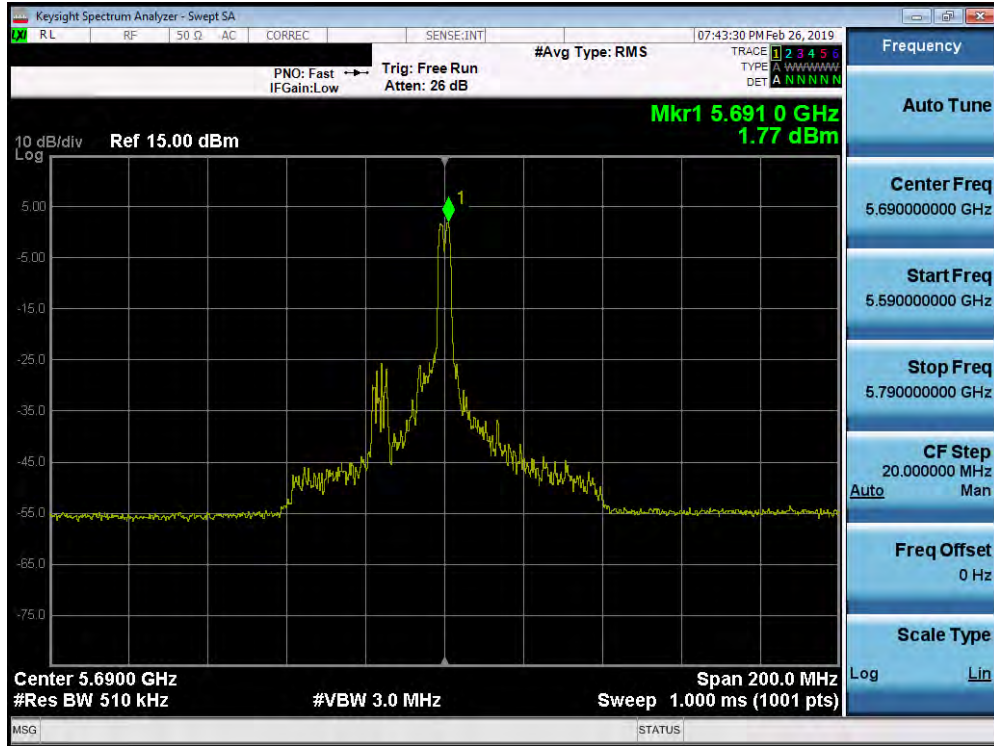 Keysight Spectrum Analyzer - Swept SA
LXI RL RF 50 Ω AC CORREC SENSE:INT 07:43:30 PM Feb 26, 2019
#Avg Type: RMS TRACE 1 2 3 4 5 6
PNO: Fast Trig: Free Run TYPE A WWWWW
IFGain:Low Atten: 26 dB DET A N N N N N
Mkr1 5.691 0 GHz
1.77 dBm
10 dB/div Ref 15.00 dBm
Log
1
5.00
-5.00
-15.0
-25.0
-35.0
-45.0
-55.0
-65.0
-75.0
Center 5.6900 GHz Span 200.0 MHz
#Res BW 510 kHz #VBW 3.0 MHz Sweep 1.000 ms (1001 pts)
MSG STATUS
Frequency
Auto Tune
Center Freq
5.690000000 GHz
Start Freq
5.590000000 GHz
Stop Freq
5.790000000 GHz
CF Step
20.000000 MHz
Auto Man
Freq Offset
0 Hz
Scale Type
Log Lin